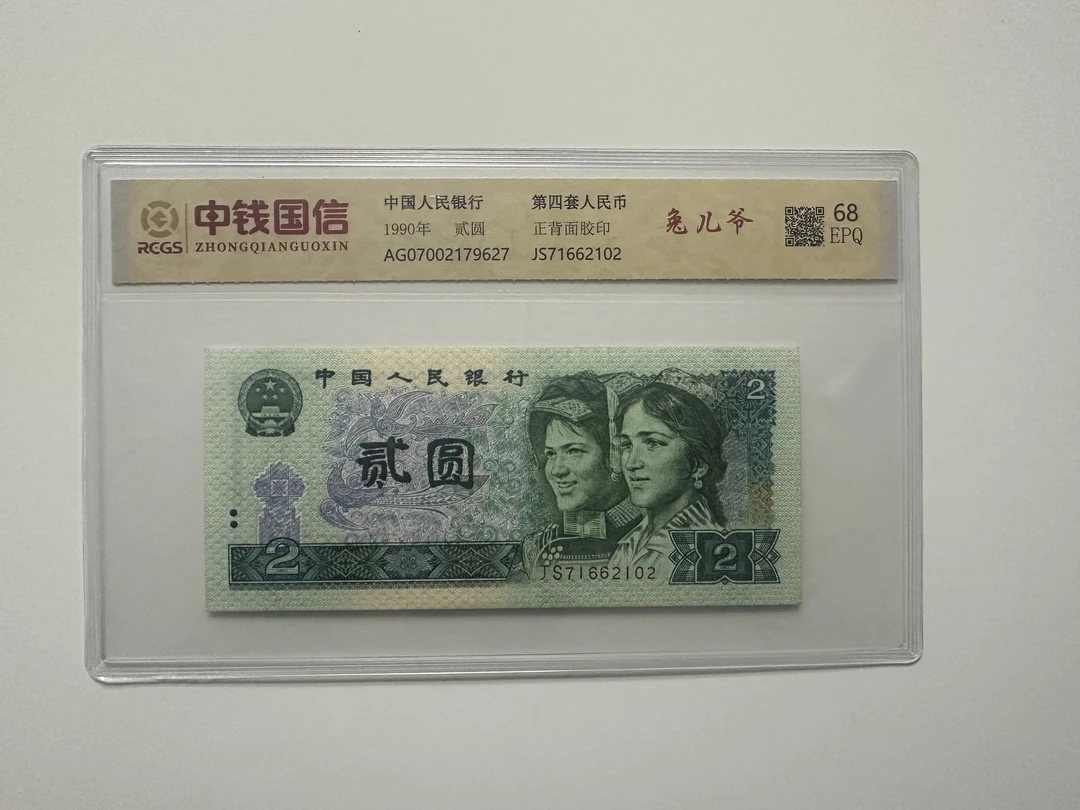 RCGS
中钱国信
ZHONGQIANGUOXIN
中国人民银行
1990年 贰圆
AG07002179627
第四套人民币
正背面胶印
JS71662102
兔儿爷
68
EPQ
中国人民银行
2
贰圆
2
JS71662102
2